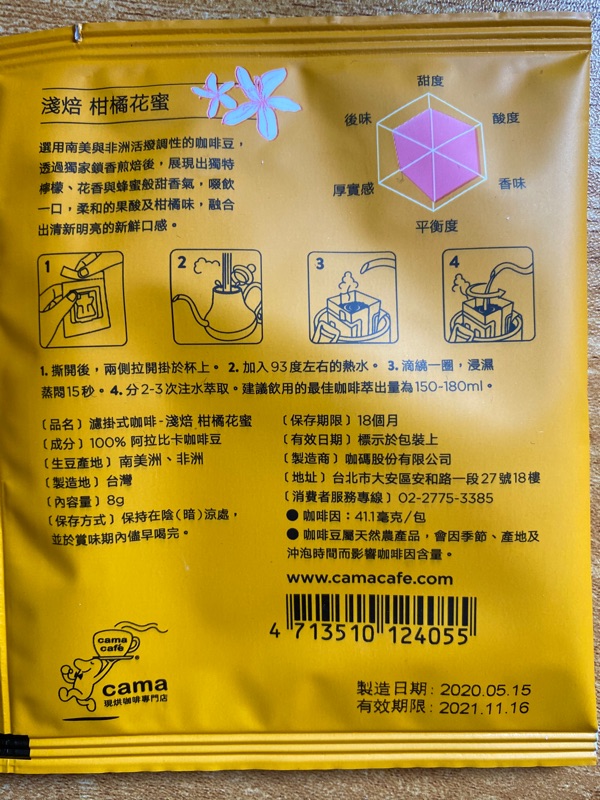 淺焙 柑橘花蜜
選用南美與非洲活撥調性的咖啡豆，
透過獨家鎖香煎焙後，展現出獨特
檸檬、花香與蜂蜜般甜香氣，啜飲
一口，柔和的果酸及柑橘味，融合
出清新明亮的新鮮口感。
甜度
後味
酸度
厚實感
香味
平衡度
1
2
3
4
1. 撕開後，兩側拉開掛於杯上。 2. 加入93度左右的熱水。 3. 滴繞一圈，浸濕
蒸悶15秒。 4. 分2-3次注水萃取。建議飲用的最佳咖啡萃出量為150-180ml。
〔品名〕濾掛式咖啡-淺焙 柑橘花蜜
〔成分〕100% 阿拉比卡咖啡豆
〔生豆產地〕南美洲、非洲
〔製造地〕台灣
〔內容量〕8g
〔保存方式〕保持在陰(暗)涼處，
並於賞味期內儘早喝完。
〔保存期限〕18個月
〔有效日期〕標示於包裝上
〔製造商〕咖碼股份有限公司
〔地址〕台北市大安區安和路一段27號18樓
〔消費者服務專線〕02-2775-3385
● 咖啡因：41.1毫克/包
● 咖啡豆屬天然農產品，會因季節、產地及
沖泡時間而影響咖啡因含量。
www.camacafe.com
4 713510 124055
cama
café
cama
現烘咖啡專門店
製造日期: 2020.05.15
有效期限: 2021.11.16